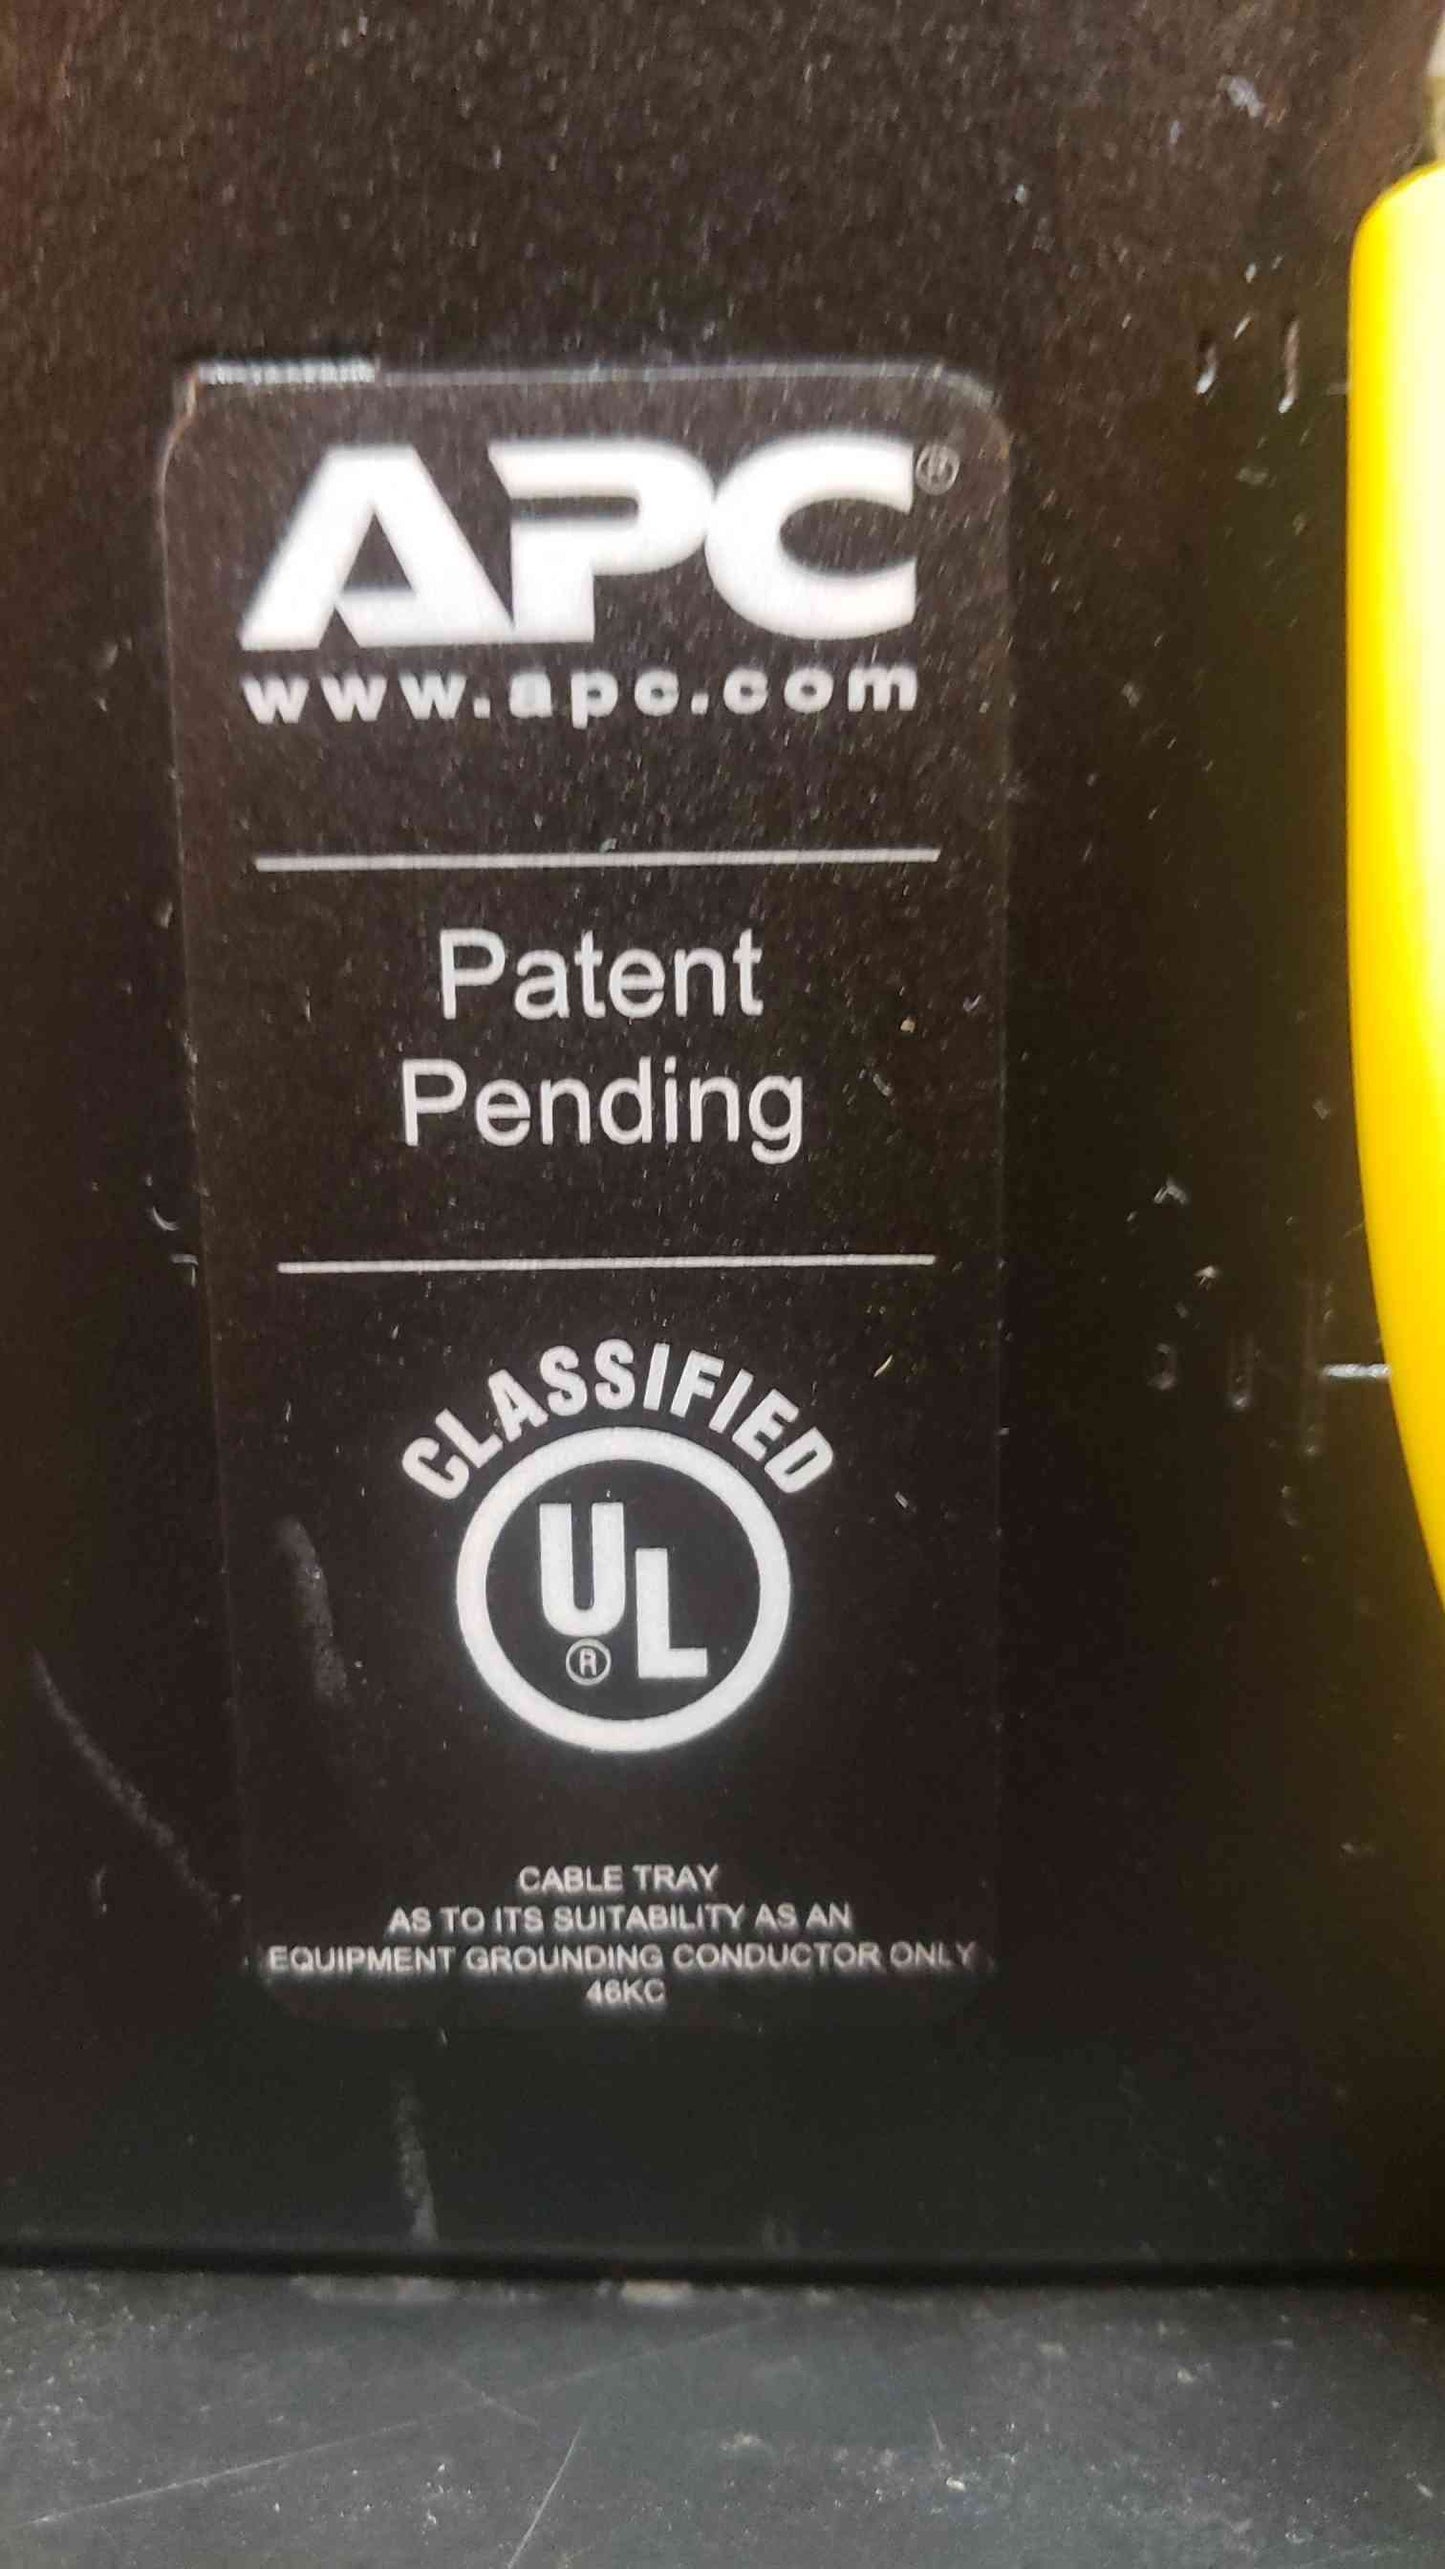 APC®
www.apc.com
Patent
Pending
CLASSIFIED
UL
®
CABLE TRAY
AS TO ITS SUITABILITY AS AN
EQUIPMENT GROUNDING CONDUCTOR ONLY
46KC